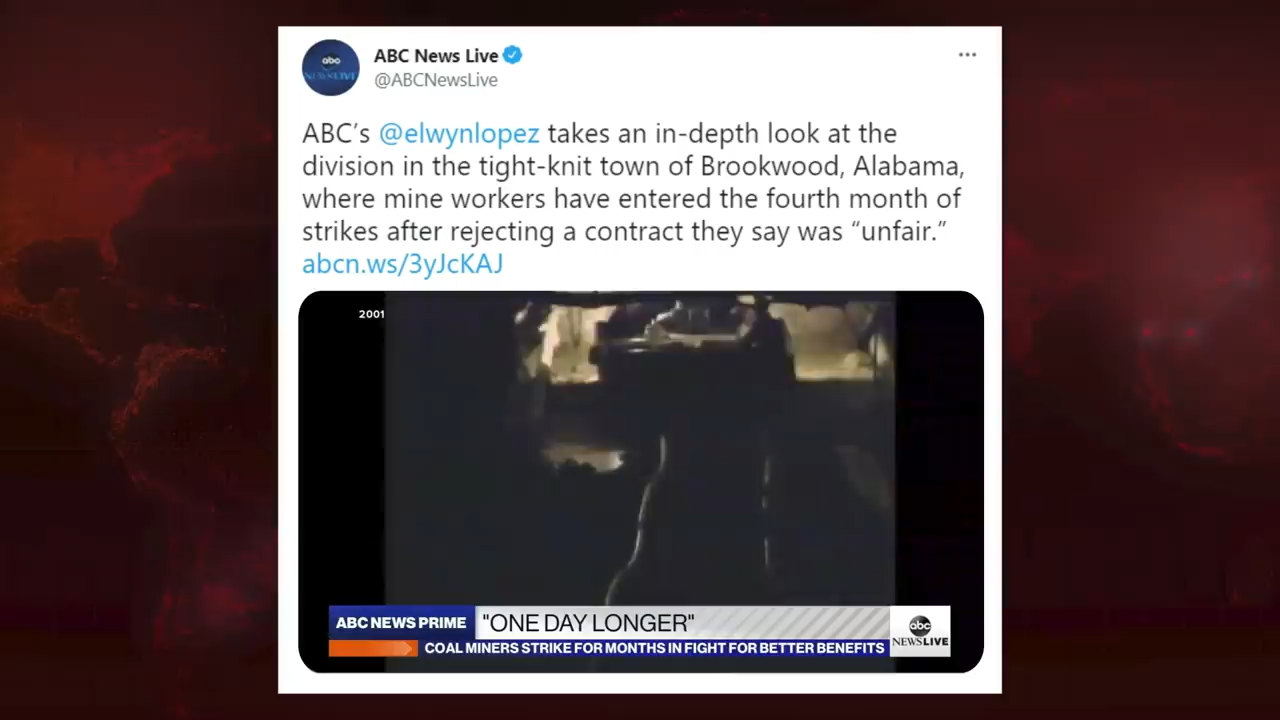 abc
NEWS LIVE
ABC News Live
@ABCNewsLive
ABC’s @elwynlopez takes an in-depth look at the
division in the tight-knit town of Brookwood, Alabama,
where mine workers have entered the fourth month of
strikes after rejecting a contract they say was “unfair.”
abcn.ws/3yJcKAJ
2001
ABC NEWS PRIME
"ONE DAY LONGER"
COAL MINERS STRIKE FOR MONTHS IN FIGHT FOR BETTER BENEFITS
abc
NEWSLIVE